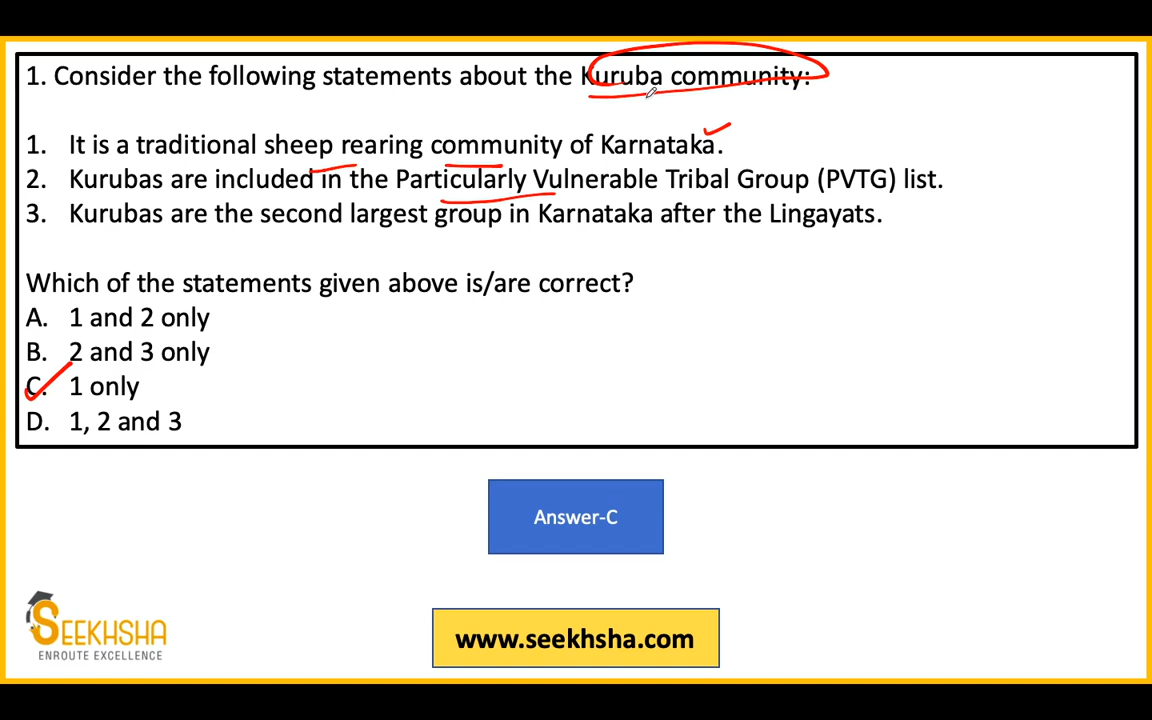 1. Consider the following statements about the Kuruba community:
1. It is a traditional sheep rearing community of Karnataka.
2. Kurubas are included in the Particularly Vulnerable Tribal Group (PVTG) list.
3. Kurubas are the second largest group in Karnataka after the Lingayats.
Which of the statements given above is/are correct?
A. 1 and 2 only
B. 2 and 3 only
C. 1 only
D. 1, 2 and 3
Answer-C
SEEKHSHA
ENROUTE EXCELLENCE
www.seekhsha.com